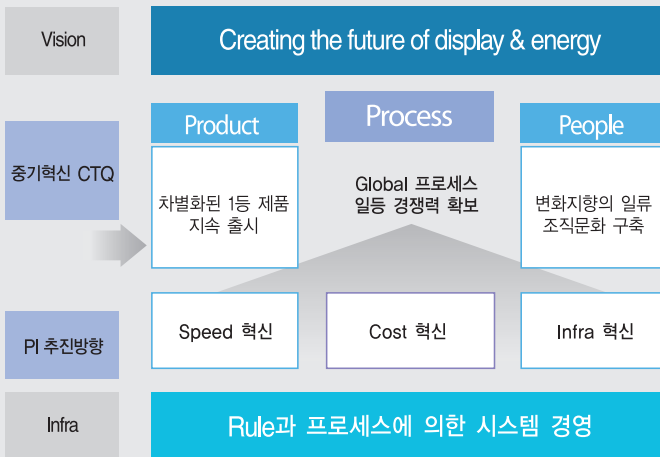 Vision
Creating the future of display & energy
중기혁신 CTQ
Product
Process
People
차별화된 1등 제품
지속 출시
Global 프로세스
일등 경쟁력 확보
변화지향의 일류
조직문화 구축
PI 추진방향
Speed 혁신
Cost 혁신
Infra 혁신
Infra
Rule과 프로세스에 의한 시스템 경영